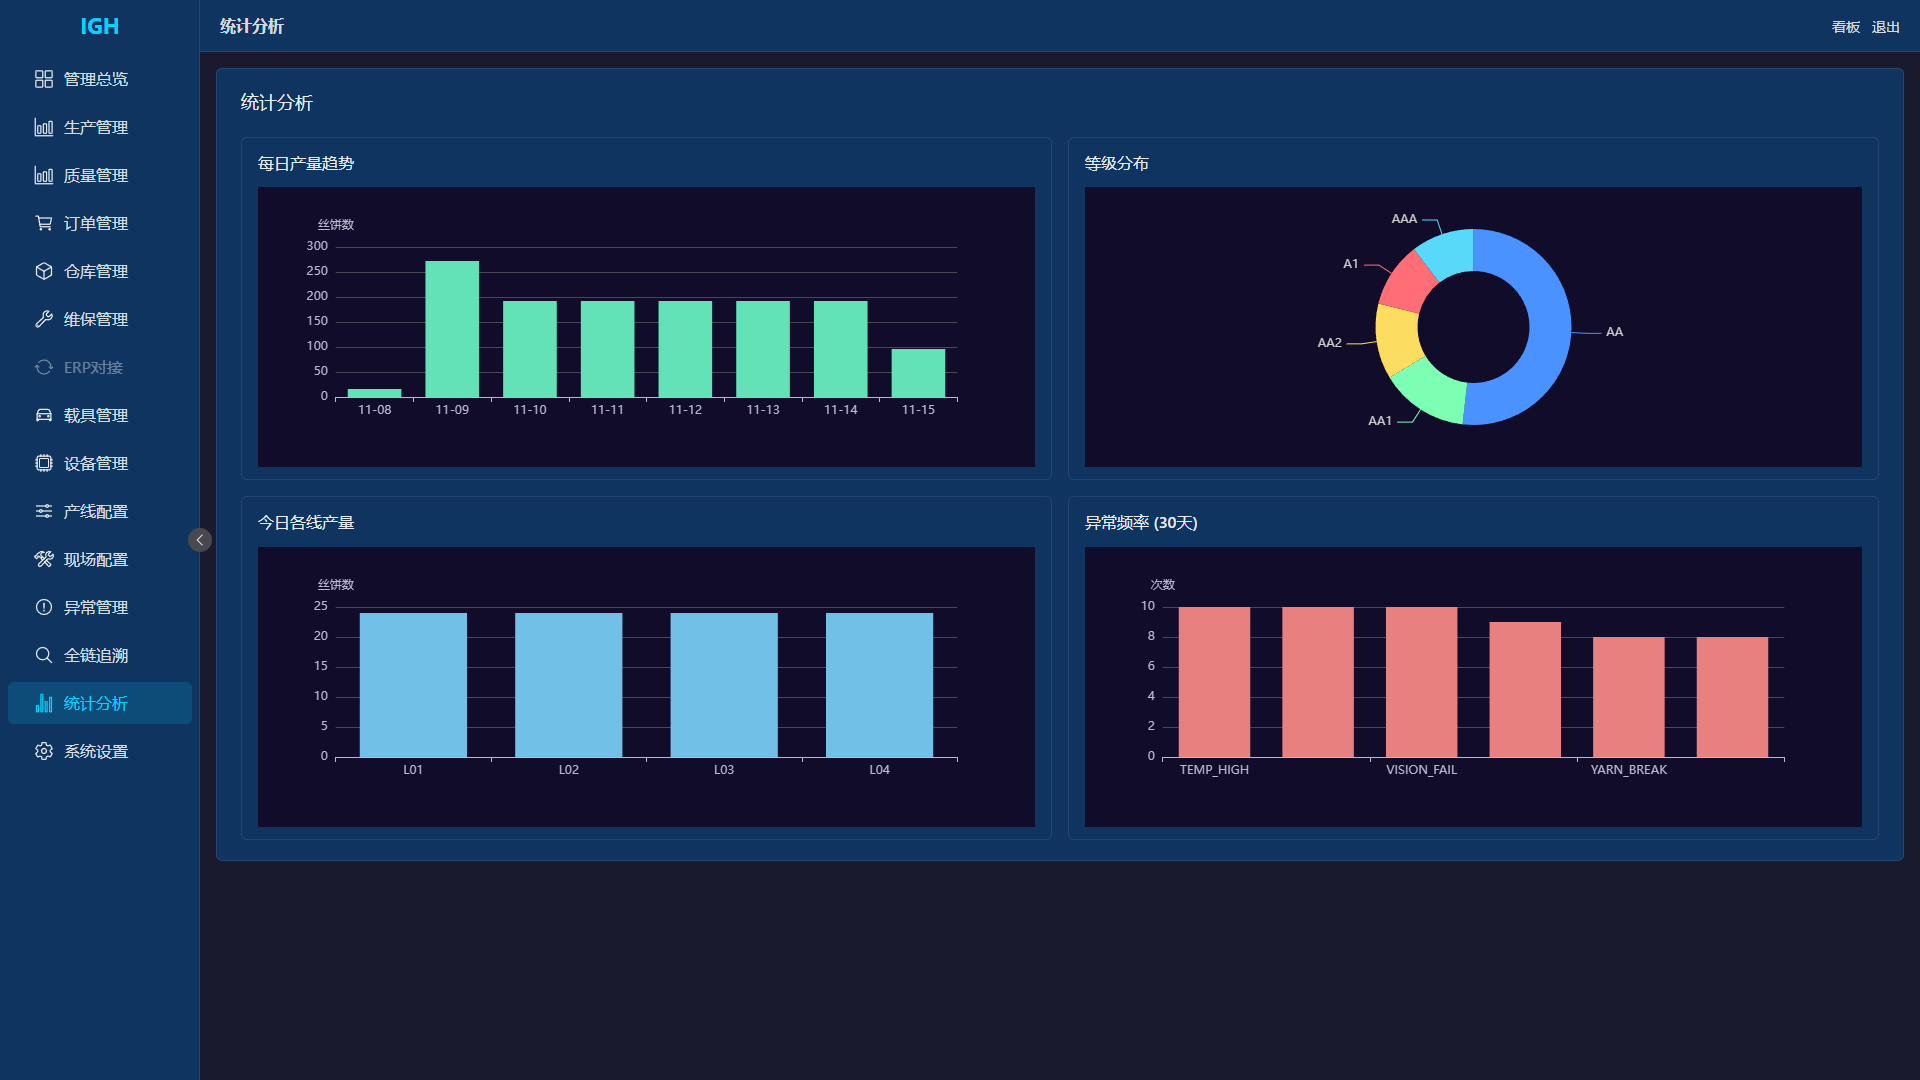 IGH
管理总览
生产管理
质量管理
订单管理
仓库管理
维保管理
ERP对接
载具管理
设备管理
产线配置
现场配置
异常管理
全链追溯
统计分析
系统设置
统计分析
看板 退出
统计分析
每日产量趋势
丝饼数
300
250
200
150
100
50
0
11-08 11-09 11-10 11-11 11-12 11-13 11-14 11-15
等级分布
AAA
A1
AA
AA2
AA1
今日各线产量
丝饼数
25
20
15
10
5
0
L01 L02 L03 L04
异常频率 (30天)
次数
10
8
6
4
2
0
TEMP_HIGH VISION_FAIL YARN_BREAK